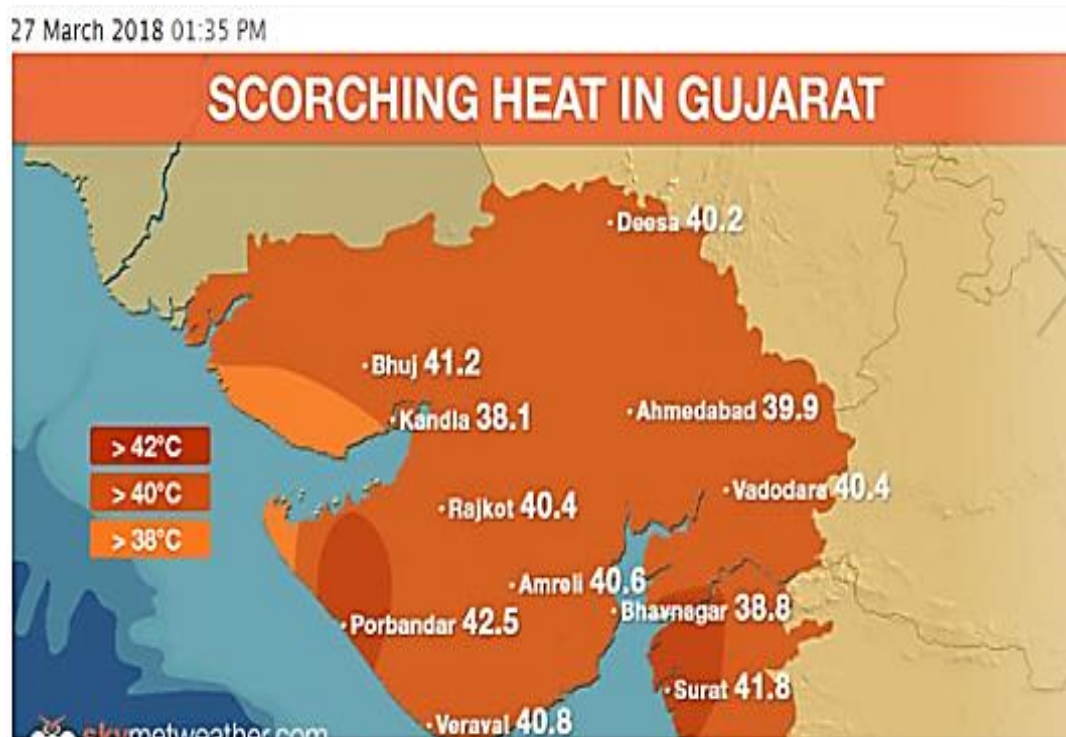 27 March 2018 01:35 PM
SCORCHING HEAT IN GUJARAT
Deesa 40.2
Bhuj 41.2
Kandla 38.1
Ahmedabad 39.9
> 42°C
> 40°C
> 38°C
Rajkot 40.4
Vadodara 40.4
Amreli 40.6
Bhavnagar 38.8
Porbandar 42.5
Surat 41.8
Veraval 40.8
skymetweather.com